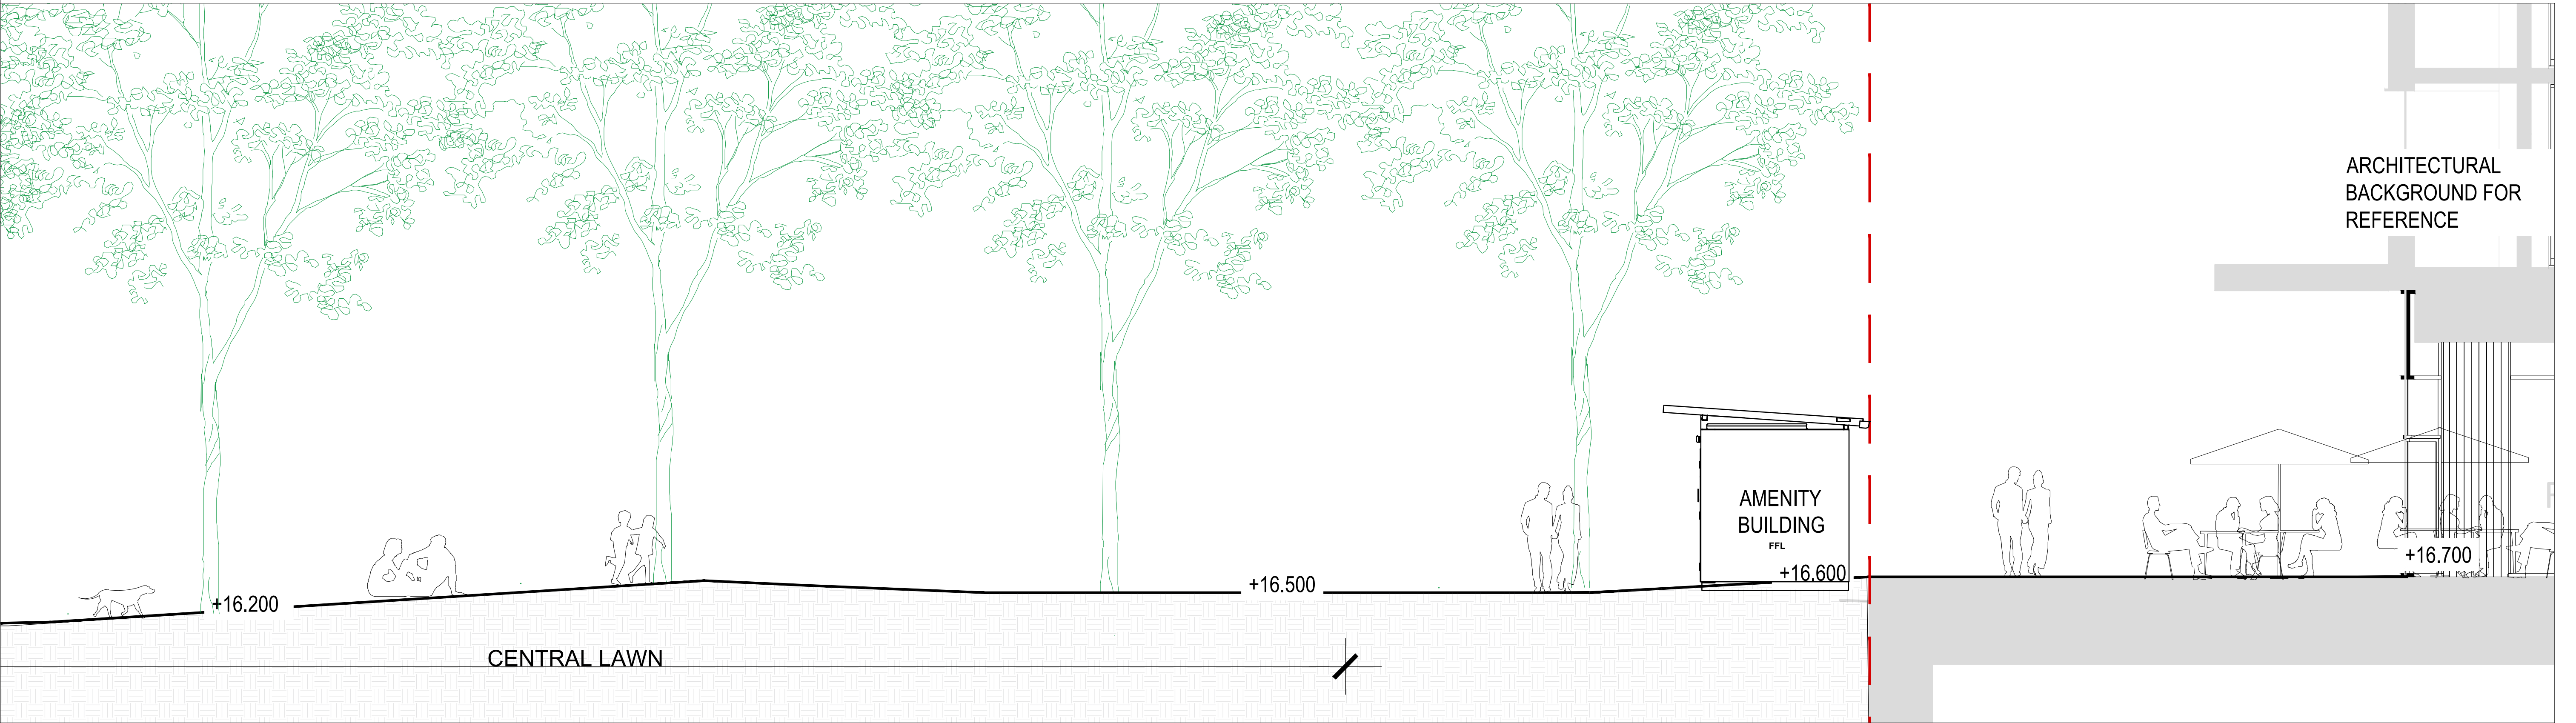 ARCHITECTURAL
BACKGROUND FOR
REFERENCE
AMENITY
BUILDING
FFL
+16.600
+16.700
+16.500
+16.200
CENTRAL LAWN